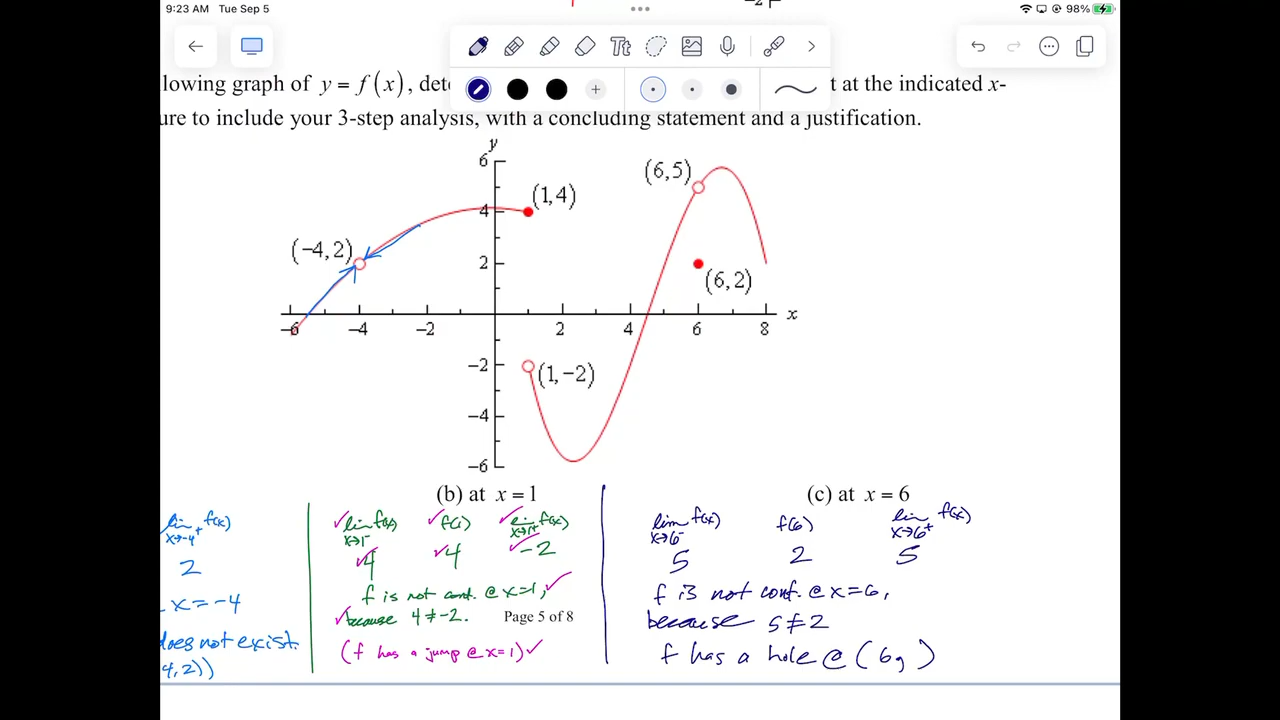 9:23 AM Tue Sep 5
98%
-2
Tt
llowing graph of y = f(x), dete
t at the indicated x-
ure to include your 3-step analysis, with a concluding statement and a justification.
y
6
(6,5)
(1,4)
4
(-4,2)
2
(6,2)
-6 -4 -2 2 4 6 8 x
-2
(1,-2)
-4
-6
(b) at x = 1
(c) at x = 6
lim x→-4⁺ f(x)
2
x = -4
does not exist.
4,2))
lim x→1⁻ f(x) f(1) lim x→1⁺ f(x)
4 4 -2
f is not cont. @ x=1,
because 4 ≠ -2.
(f has a jump @ x=1)
Page 5 of 8
lim x→6⁻ f(x) f(6) lim x→6⁺ f(x)
5 2 5
f is not cont. @ x=6,
because 5 ≠ 2
f has a hole @ (6, )